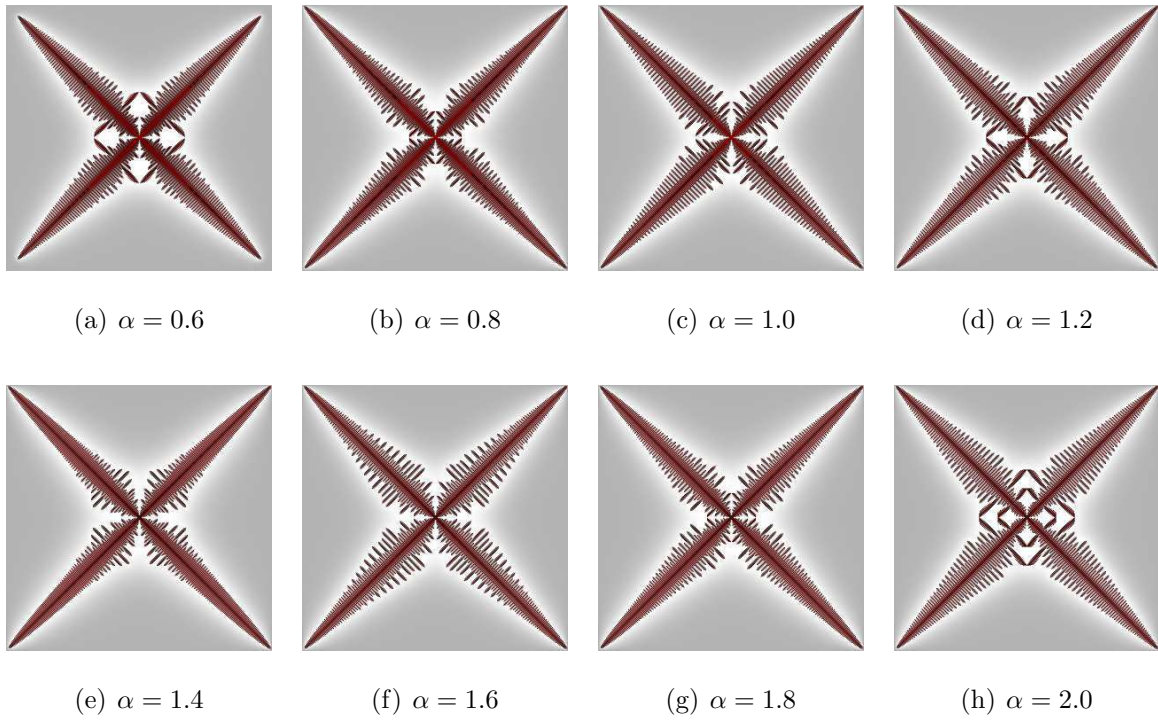 (a) α = 0.6
(b) α = 0.8
(c) α = 1.0
(d) α = 1.2
(e) α = 1.4
(f) α = 1.6
(g) α = 1.8
(h) α = 2.0